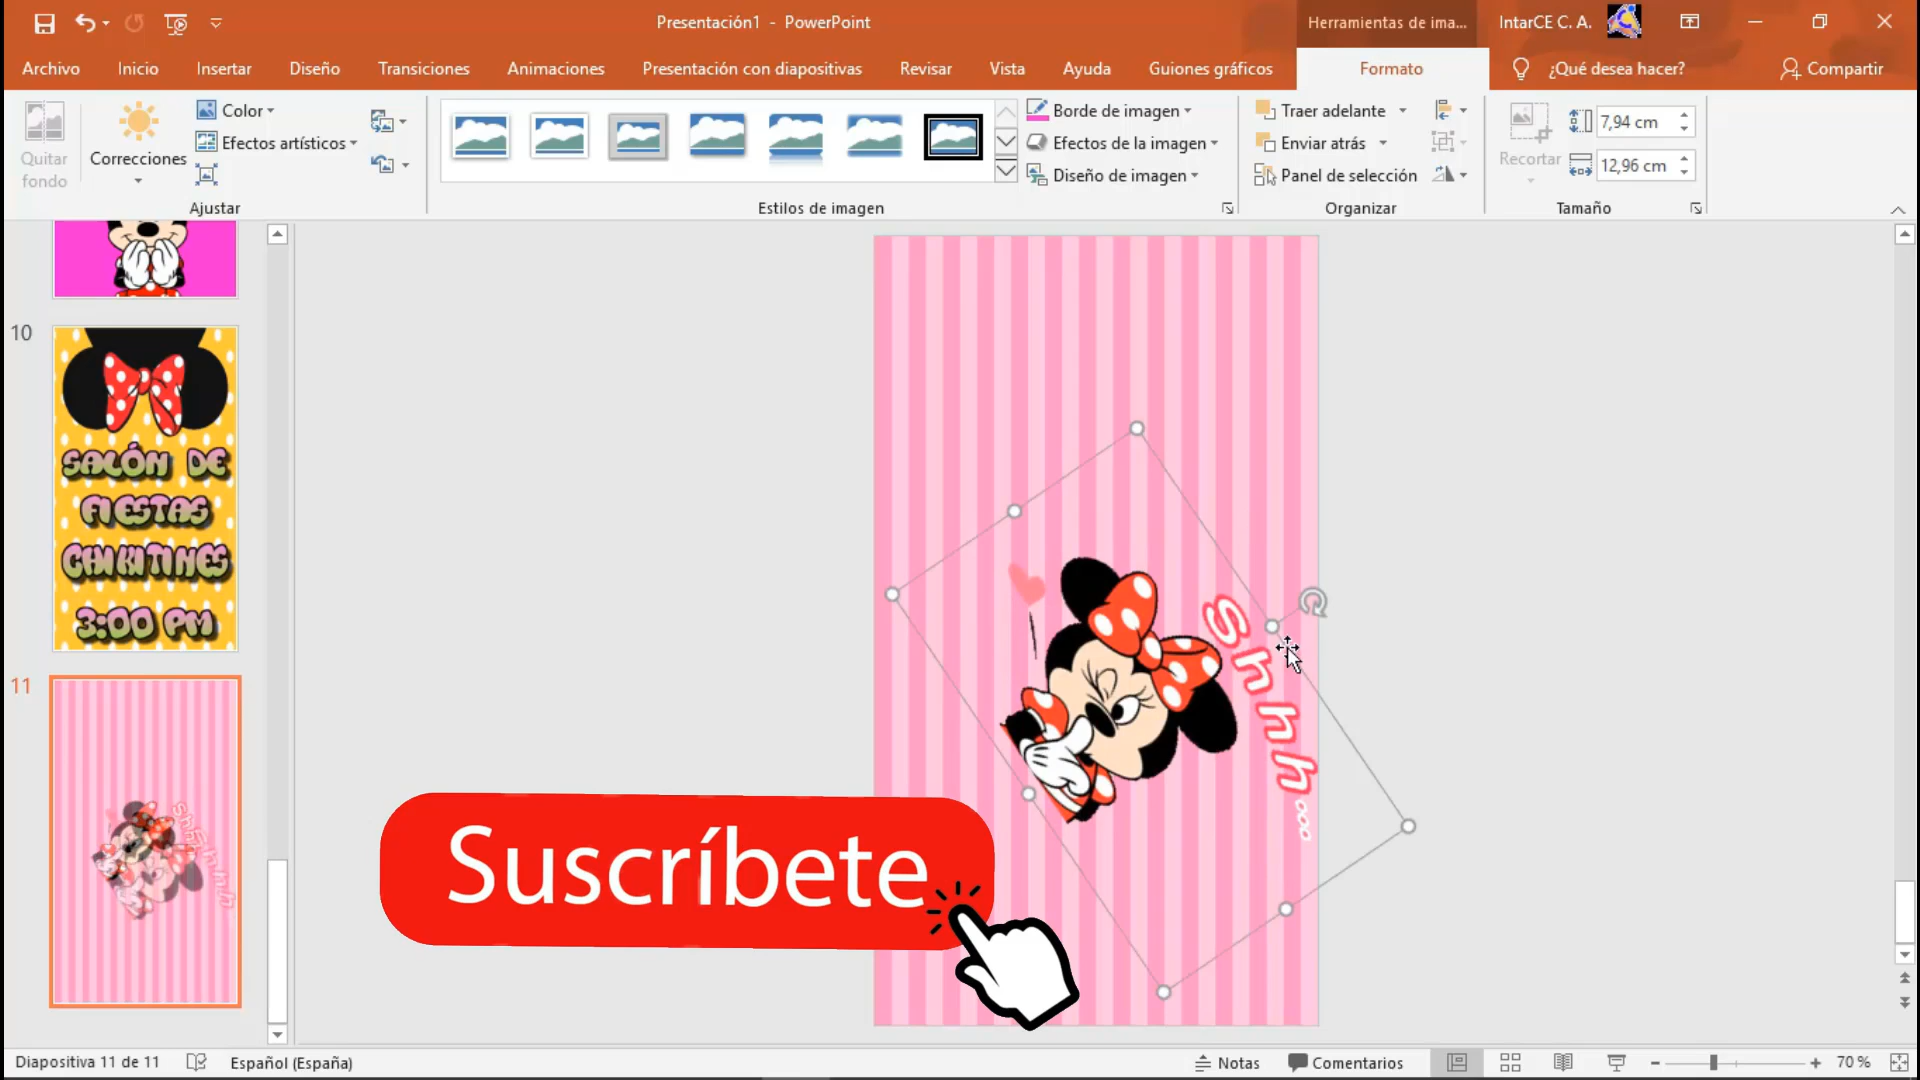 Presentación1 - PowerPoint
Herramientas de ima...
IntarCE C. A.
Archivo
Inicio
Insertar
Diseño
Transiciones
Animaciones
Presentación con diapositivas
Revisar
Vista
Ayuda
Guiones gráficos
Formato
¿Qué desea hacer?
Compartir
Quitar
fondo
Correcciones
Color
Efectos artísticos
Ajustar
Estilos de imagen
Borde de imagen
Efectos de la imagen
Diseño de imagen
Traer adelante
Enviar atrás
Panel de selección
Organizar
Recortar
7,94 cm
12,96 cm
Tamaño
10
SALÓN DE
FIESTAS
CHIKITINES
3:00 PM
11
shhhh
shhhh...
Suscríbete
Diapositiva 11 de 11
Español (España)
Notas
Comentarios
70 %